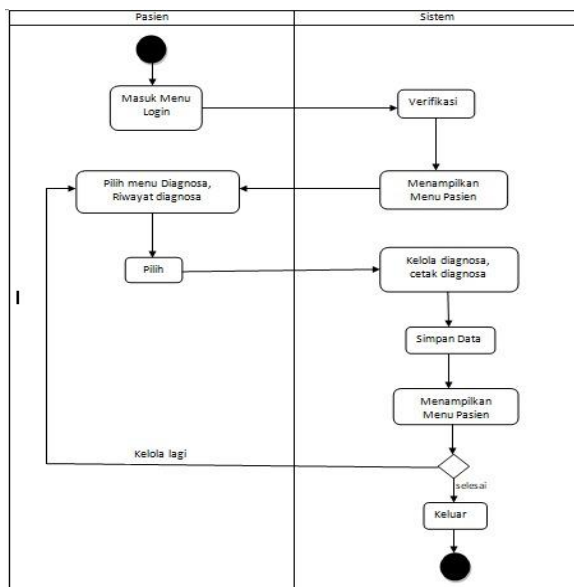 Pasien
Sistem
Masuk Menu
Login
Verifikasi
Pilih menu Diagnosa,
Riwayat diagnosa
Menampilkan
Menu Pasien
Pilih
Kelola diagnosa,
cetak diagnosa
Simpan Data
Menampilkan
Menu Pasien
Kelola lagi
selesai
Keluar